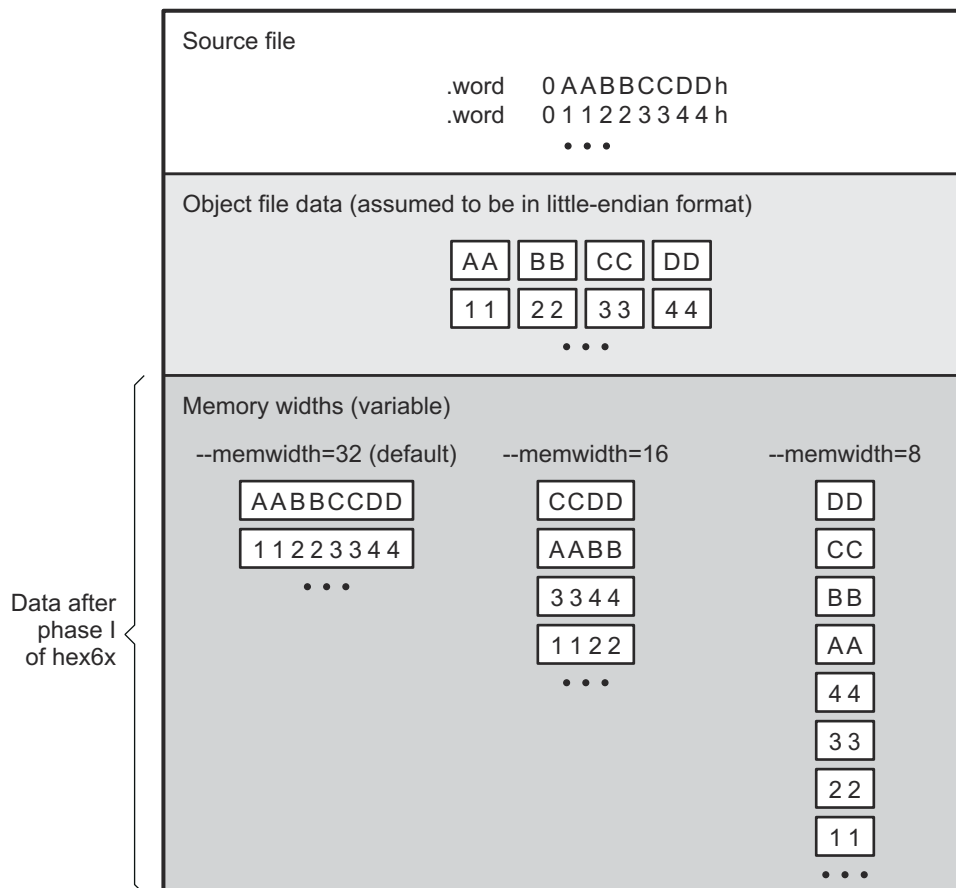 Source file
.word 0AABBCCDDh
.word 011223344h
• • •
Object file data (assumed to be in little-endian format)
AA BB CC DD
11 22 33 44
• • •
Memory widths (variable)
--memwidth=32 (default) --memwidth=16 --memwidth=8
AABBCCDD CCDD DD
11223344 AABB CC
• • • 3344 BB
Data after
phase I
of hex6x
1122 AA
• • • 44
33
22
11
• • •